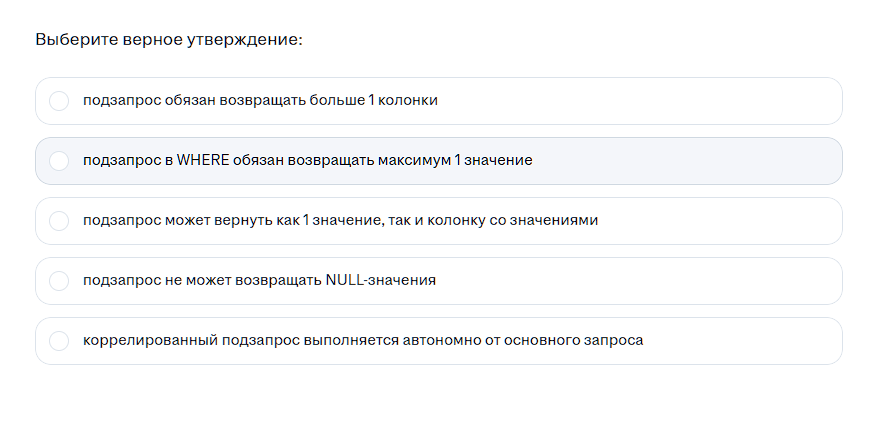 Выберите верное утверждение:
подзапрос обязан возвращать больше 1 колонки
подзапрос в WHERE обязан возвращать максимум 1 значение
подзапрос может вернуть как 1 значение, так и колонку со значениями
подзапрос не может возвращать NULL-значения
коррелированный подзапрос выполняется автономно от основного запроса